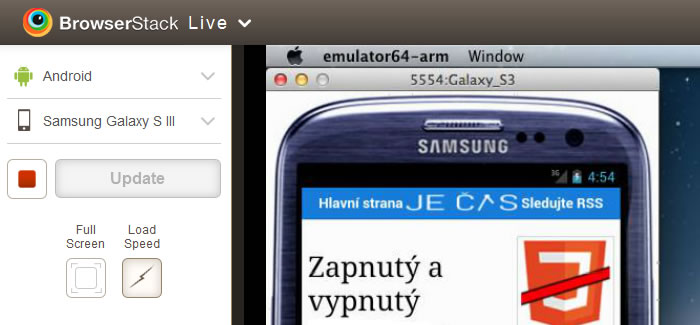 BrowserStack Live
emulator64-arm Window
5554:Galaxy_S3
Android
Samsung Galaxy S III
Update
Full
Screen
Load
Speed
SAMSUNG
3G 4:54
Hlavní strana JE ČAS Sledujte RSS
Zapnutý a
vypnutý